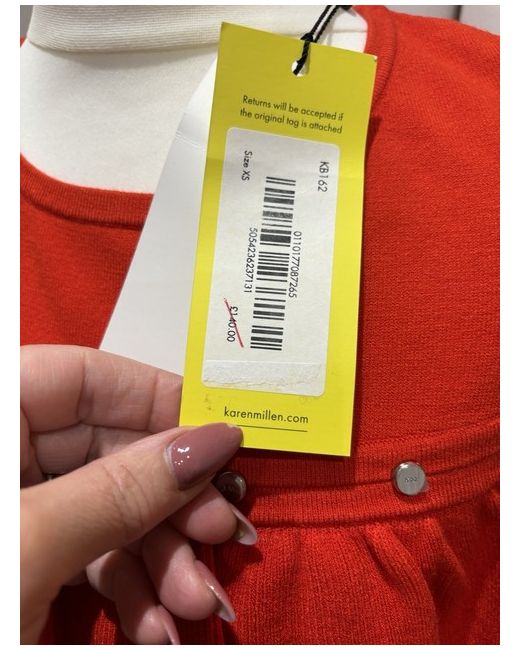 Returns will be accepted if
the original tag is attached
KB162
Size XS
0110177087265
5054236237131
£140.00
karenmillen.com